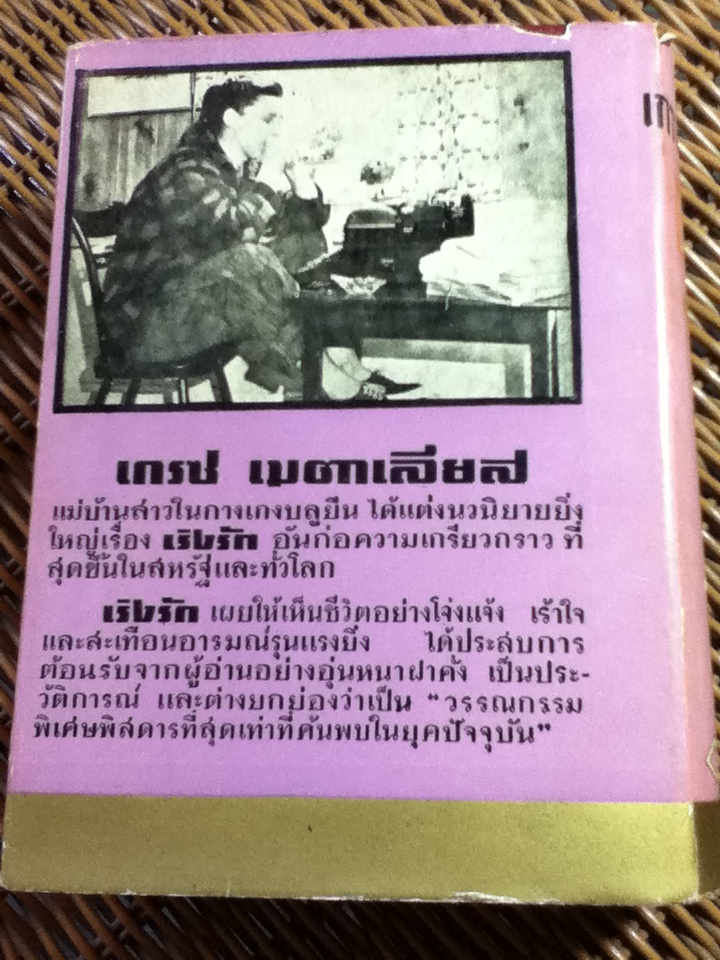 เกรซ เมตาเลียส
แม่บ้านสาวในกางเกงบลูยีน ได้แต่งนวนิยายยิ่ง
ใหญ่เรื่อง เริงรัก อันก่อความเกรียวกราว ที่
สุดขึ้นในสหรัฐและทั่วโลก
เริงรัก เผยให้เห็นชีวิตอย่างโจ่งแจ้ง เร้าใจ
และสะเทือนอารมณ์รุนแรงยิ่ง ได้ประสบการ
ต้อนรับจากผู้อ่านอย่างอุ่นหนาฝาคั่ง เป็นประ-
วัติการณ์ และต่างยกย่องว่าเป็น “วรรณกรรม
พิเศษพิสดารที่สุดเท่าที่ค้นพบในยุคปัจจุบัน”